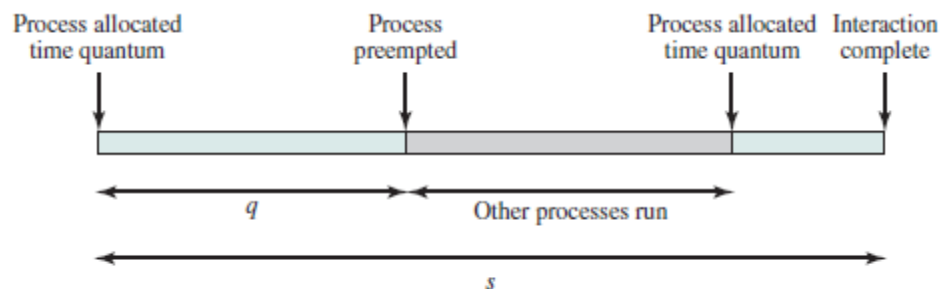 Process allocated
time quantum
Process
preempted
Process allocated
time quantum
Interaction
complete
q
Other processes run
s